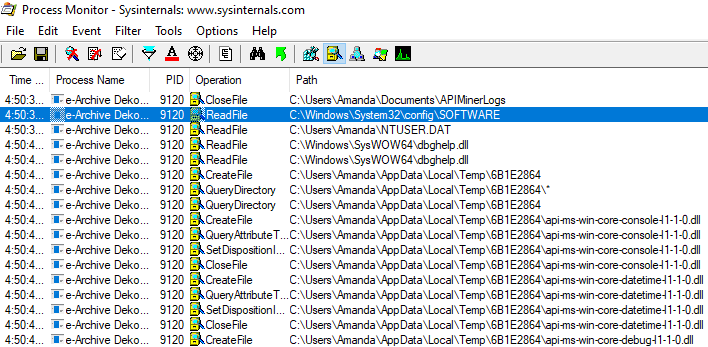 Process Monitor - Sysinternals: www.sysinternals.com
File Edit Event Filter Tools Options Help
Time ... Process Name PID Operation Path
4:50:3... e-Archive Deko... 9120 CloseFile C:\Users\Amanda\Documents\APIMinerLogs
4:50:3... e-Archive Deko... 9120 ReadFile C:\Windows\System32\config\SOFTWARE
4:50:3... e-Archive Deko... 9120 ReadFile C:\Users\Amanda\NTUSER.DAT
4:50:4... e-Archive Deko... 9120 ReadFile C:\Windows\SysWOW64\dbghelp.dll
4:50:4... e-Archive Deko... 9120 ReadFile C:\Windows\SysWOW64\dbghelp.dll
4:50:4... e-Archive Deko... 9120 CreateFile C:\Users\Amanda\AppData\Local\Temp\6B1E2864
4:50:4... e-Archive Deko... 9120 QueryDirectory C:\Users\Amanda\AppData\Local\Temp\6B1E2864\*
4:50:4... e-Archive Deko... 9120 QueryDirectory C:\Users\Amanda\AppData\Local\Temp\6B1E2864
4:50:4... e-Archive Deko... 9120 CreateFile C:\Users\Amanda\AppData\Local\Temp\6B1E2864\api-ms-win-core-console-l1-1-0.dll
4:50:4... e-Archive Deko... 9120 QueryAttributeT... C:\Users\Amanda\AppData\Local\Temp\6B1E2864\api-ms-win-core-console-l1-1-0.dll
4:50:4... e-Archive Deko... 9120 SetDispositionI... C:\Users\Amanda\AppData\Local\Temp\6B1E2864\api-ms-win-core-console-l1-1-0.dll
4:50:4... e-Archive Deko... 9120 CloseFile C:\Users\Amanda\AppData\Local\Temp\6B1E2864\api-ms-win-core-console-l1-1-0.dll
4:50:4... e-Archive Deko... 9120 CreateFile C:\Users\Amanda\AppData\Local\Temp\6B1E2864\api-ms-win-core-datetime-l1-1-0.dll
4:50:4... e-Archive Deko... 9120 QueryAttributeT... C:\Users\Amanda\AppData\Local\Temp\6B1E2864\api-ms-win-core-datetime-l1-1-0.dll
4:50:4... e-Archive Deko... 9120 SetDispositionI... C:\Users\Amanda\AppData\Local\Temp\6B1E2864\api-ms-win-core-datetime-l1-1-0.dll
4:50:4... e-Archive Deko... 9120 CloseFile C:\Users\Amanda\AppData\Local\Temp\6B1E2864\api-ms-win-core-datetime-l1-1-0.dll
4:50:4... e-Archive Deko... 9120 CreateFile C:\Users\Amanda\AppData\Local\Temp\6B1E2864\api-ms-win-core-debug-l1-1-0.dll